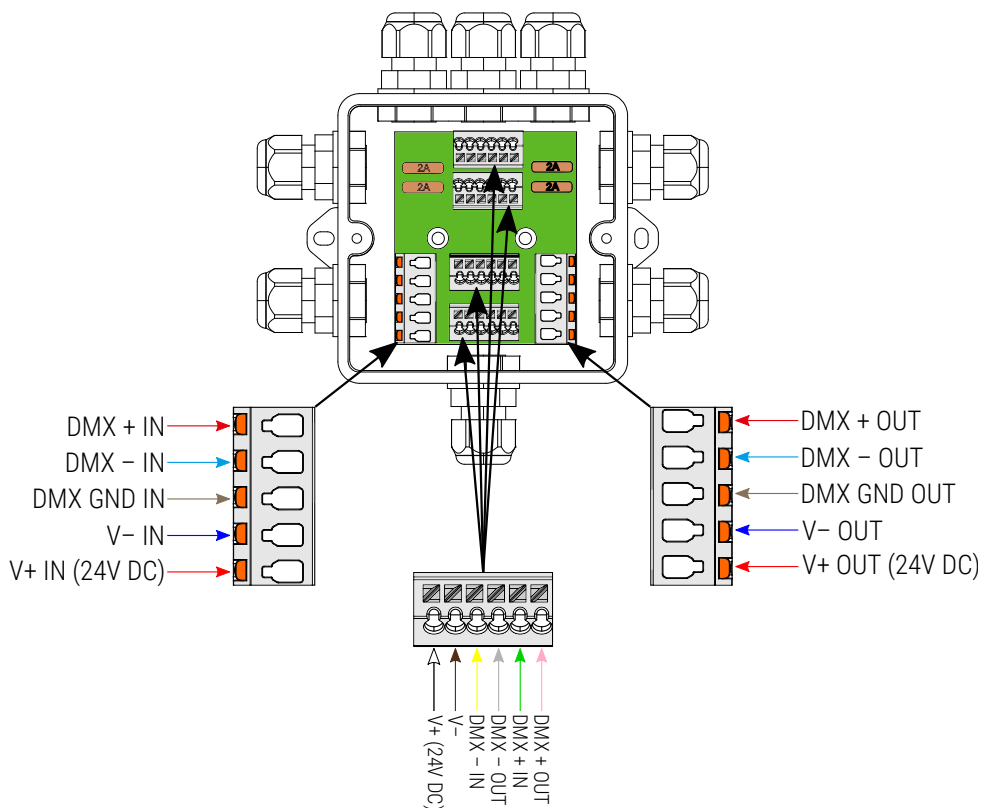 2A
2A
2A
2A
DMX + IN
DMX – IN
DMX GND IN
V– IN
V+ IN (24V DC)
DMX + OUT
DMX – OUT
DMX GND OUT
V– OUT
V+ OUT (24V DC)
V+ (24V DC)
V–
DMX – IN
DMX – OUT
DMX + IN
DMX + OUT